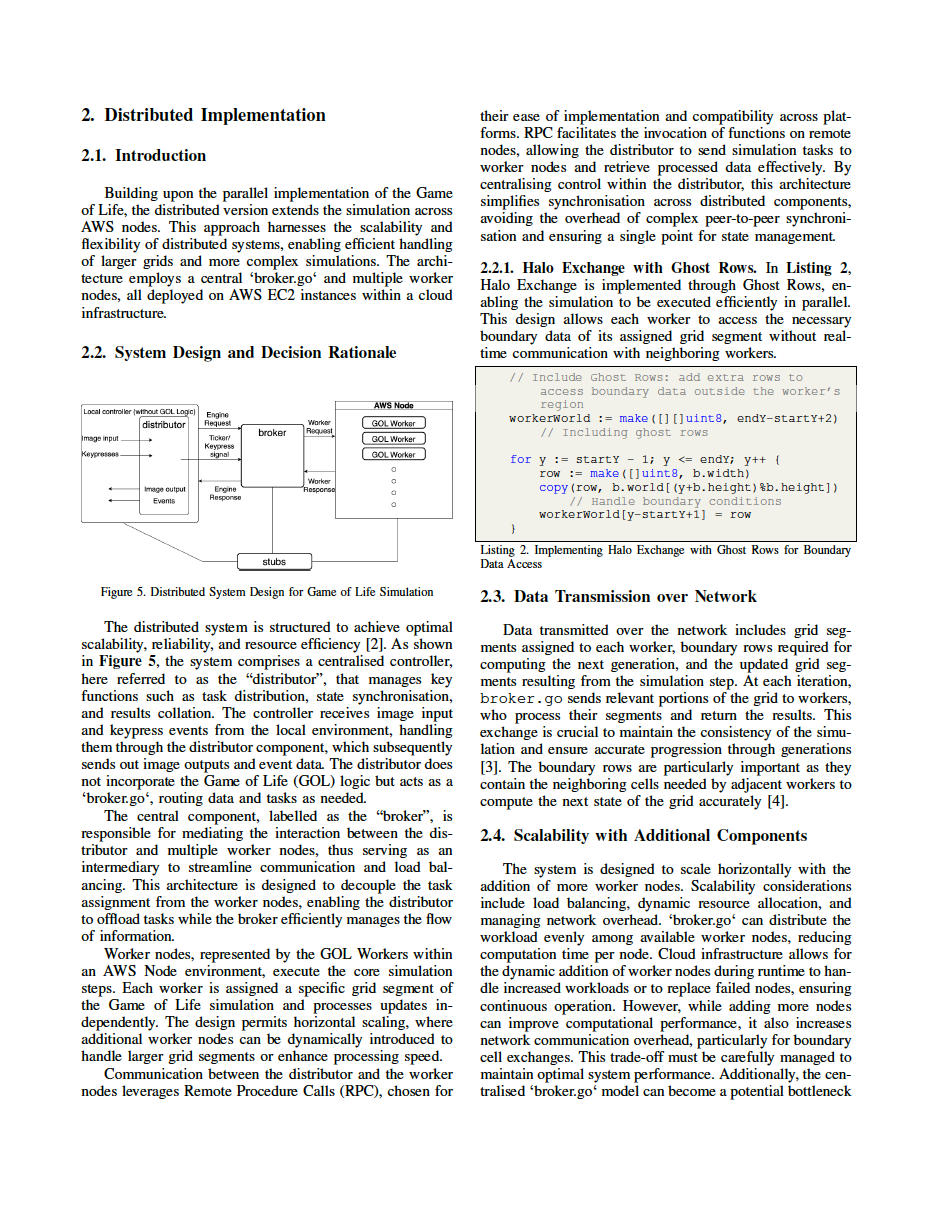 2. Distributed Implementation
2.1. Introduction
Building upon the parallel implementation of the Game
of Life, the distributed version extends the simulation across
AWS nodes. This approach harnesses the scalability and
flexibility of distributed systems, enabling efficient handling
of larger grids and more complex simulations. The archi-
tecture employs a central ‘broker.go‘ and multiple worker
nodes, all deployed on AWS EC2 instances within a cloud
infrastructure.
2.2. System Design and Decision Rationale
Local controller (without GOL Logic)
distributor
Image input
Keypresses
Image output
Events
Engine
Request
Ticker/
Keypress
signal
Engine
Response
broker
Worker
Request
Worker
Response
AWS Node
GOL Worker
GOL Worker
GOL Worker
stubs
Figure 5. Distributed System Design for Game of Life Simulation
The distributed system is structured to achieve optimal
scalability, reliability, and resource efficiency [2]. As shown
in Figure 5, the system comprises a centralised controller,
here referred to as the “distributor”, that manages key
functions such as task distribution, state synchronisation,
and results collation. The controller receives image input
and keypress events from the local environment, handling
them through the distributor component, which subsequently
sends out image outputs and event data. The distributor does
not incorporate the Game of Life (GOL) logic but acts as a
‘broker.go‘, routing data and tasks as needed.
The central component, labelled as the “broker”, is
responsible for mediating the interaction between the dis-
tributor and multiple worker nodes, thus serving as an
intermediary to streamline communication and load bal-
ancing. This architecture is designed to decouple the task
assignment from the worker nodes, enabling the distributor
to offload tasks while the broker efficiently manages the flow
of information.
Worker nodes, represented by the GOL Workers within
an AWS Node environment, execute the core simulation
steps. Each worker is assigned a specific grid segment of
the Game of Life simulation and processes updates in-
dependently. The design permits horizontal scaling, where
additional worker nodes can be dynamically introduced to
handle larger grid segments or enhance processing speed.
Communication between the distributor and the worker
nodes leverages Remote Procedure Calls (RPC), chosen for
their ease of implementation and compatibility across plat-
forms. RPC facilitates the invocation of functions on remote
nodes, allowing the distributor to send simulation tasks to
worker nodes and retrieve processed data effectively. By
centralising control within the distributor, this architecture
simplifies synchronisation across distributed components,
avoiding the overhead of complex peer-to-peer synchroni-
sation and ensuring a single point for state management.
2.2.1. Halo Exchange with Ghost Rows. In Listing 2,
Halo Exchange is implemented through Ghost Rows, en-
abling the simulation to be executed efficiently in parallel.
This design allows each worker to access the necessary
boundary data of its assigned grid segment without real-
time communication with neighboring workers.
// Include Ghost Rows: add extra rows to
access boundary data outside the worker’s
region
workerWorld := make([][]uint8, endY-startY+2)
// Including ghost rows
for y := startY - 1; y <= endY; y++ {
row := make([]uint8, b.width)
copy(row, b.world[(y+b.height)%b.height])
// Handle boundary conditions
workerWorld[y-startY+1] = row
}
Listing 2. Implementing Halo Exchange with Ghost Rows for Boundary
Data Access
2.3. Data Transmission over Network
Data transmitted over the network includes grid seg-
ments assigned to each worker, boundary rows required for
computing the next generation, and the updated grid seg-
ments resulting from the simulation step. At each iteration,
broker.go sends relevant portions of the grid to workers,
who process their segments and return the results. This
exchange is crucial to maintain the consistency of the simu-
lation and ensure accurate progression through generations
[3]. The boundary rows are particularly important as they
contain the neighboring cells needed by adjacent workers to
compute the next state of the grid accurately [4].
2.4. Scalability with Additional Components
The system is designed to scale horizontally with the
addition of more worker nodes. Scalability considerations
include load balancing, dynamic resource allocation, and
managing network overhead. ‘broker.go‘ can distribute the
workload evenly among available worker nodes, reducing
computation time per node. Cloud infrastructure allows for
the dynamic addition of worker nodes during runtime to han-
dle increased workloads or to replace failed nodes, ensuring
continuous operation. However, while adding more nodes
can improve computational performance, it also increases
network communication overhead, particularly for boundary
cell exchanges. This trade-off must be carefully managed to
maintain optimal system performance. Additionally, the cen-
tralised ‘broker.go‘ model can become a potential bottleneck